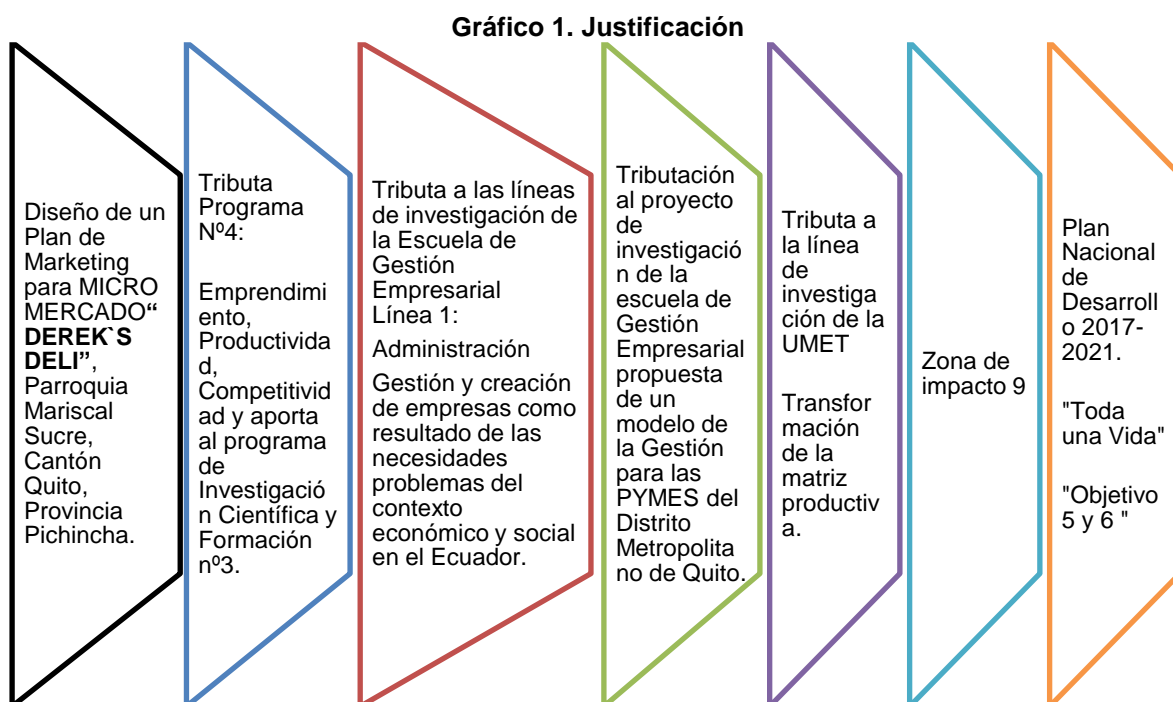 Gráfico 1. Justificación
Diseño de un
Plan de
Marketing
para MICRO
MERCADO“
DEREK`S
DELI”,
Parroquia
Mariscal
Sucre,
Cantón
Quito,
Provincia
Pichincha.
Tributa
Programa
Nº4:
Emprendimi
ento,
Productivida
d,
Competitivid
ad y aporta
al programa
de
Investigació
n Científica y
Formación
nº3.
Tributa a las líneas
de investigación de
la Escuela de
Gestión
Empresarial
Línea 1:
Administración
Gestión y creación
de empresas como
resultado de las
necesidades
problemas del
contexto
económico y social
en el Ecuador.
Tributación
al proyecto
de
investigació
n de la
escuela de
Gestión
Empresarial
propuesta
de un
modelo de
la Gestión
para las
PYMES del
Distrito
Metropolita
no de Quito.
Tributa a
la línea
de
investiga
ción de la
UMET
Transfor
mación
de la
matriz
productiv
a.
Zona de
impacto 9
Plan
Nacional
de
Desarroll
o 2017-
2021.
"Toda
una Vida"
"Objetivo
5 y 6 "